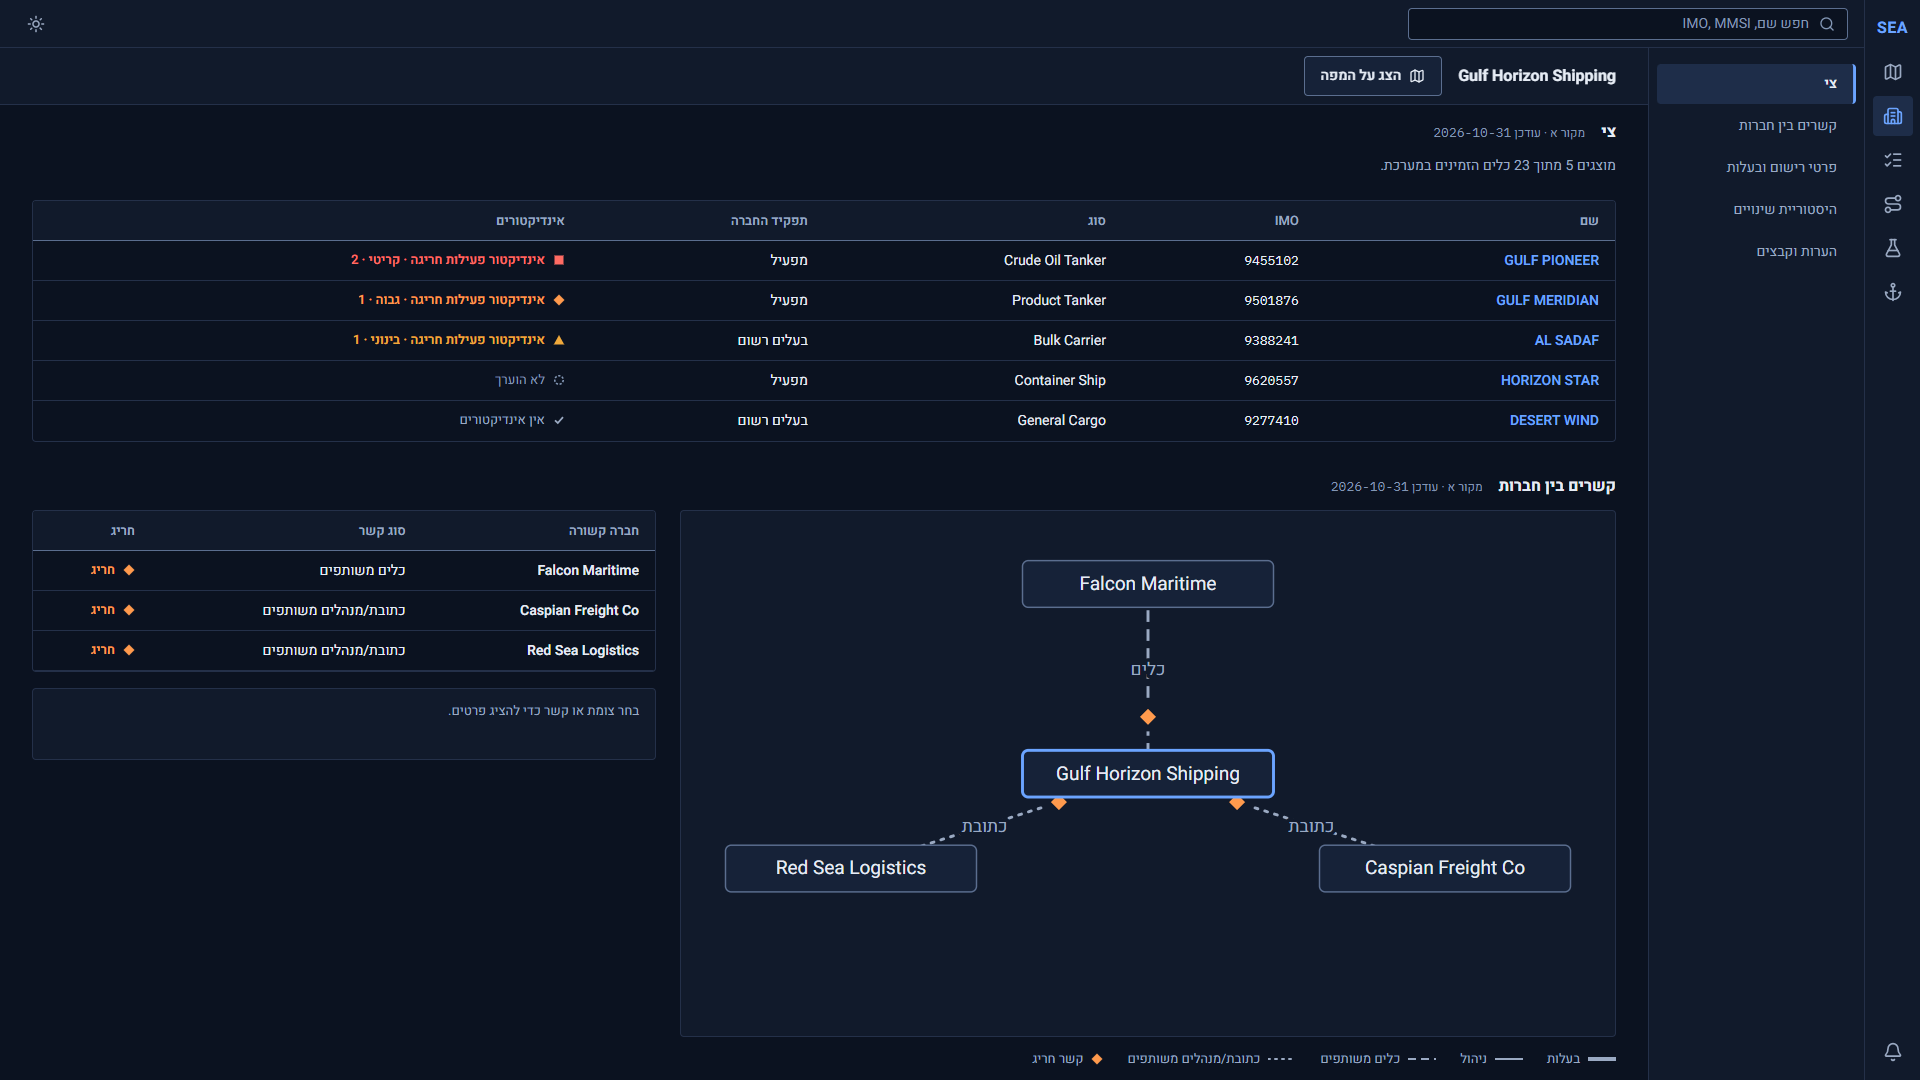 SEA
חפש שם, IMO, MMSI
צי
קשרים בין חברות
פרטי רישום ובעלות
היסטוריית שינויים
הערות וקבצים
Gulf Horizon Shipping
הצג על המפה
צי מקור א · עודכן 2026-10-31
מוצגים 5 מתוך 23 כלים הזמינים במערכת.
שם IMO סוג תפקיד החברה אינדיקטורים
GULF PIONEER 9455102 Crude Oil Tanker מפעיל אינדיקטור פעילות חריגה · קריטי · 2
GULF MERIDIAN 9501876 Product Tanker מפעיל אינדיקטור פעילות חריגה · גבוה · 1
AL SADAF 9388241 Bulk Carrier בעלים רשום אינדיקטור פעילות חריגה · בינוני · 1
HORIZON STAR 9620557 Container Ship מפעיל לא הוערך
DESERT WIND 9277410 General Cargo בעלים רשום אין אינדיקטורים
קשרים בין חברות מקור א · עודכן 2026-10-31
Falcon Maritime
כלים
Gulf Horizon Shipping
כתובת
כתובת
Caspian Freight Co
Red Sea Logistics
בעלות
ניהול
כלים משותפים
כתובת/מנהלים משותפים
קשר חריג
חברה קשורה סוג קשר חריג
Falcon Maritime כלים משותפים חריג
Caspian Freight Co כתובת/מנהלים משותפים חריג
Red Sea Logistics כתובת/מנהלים משותפים חריג
בחר צומת או קשר כדי להציג פרטים.